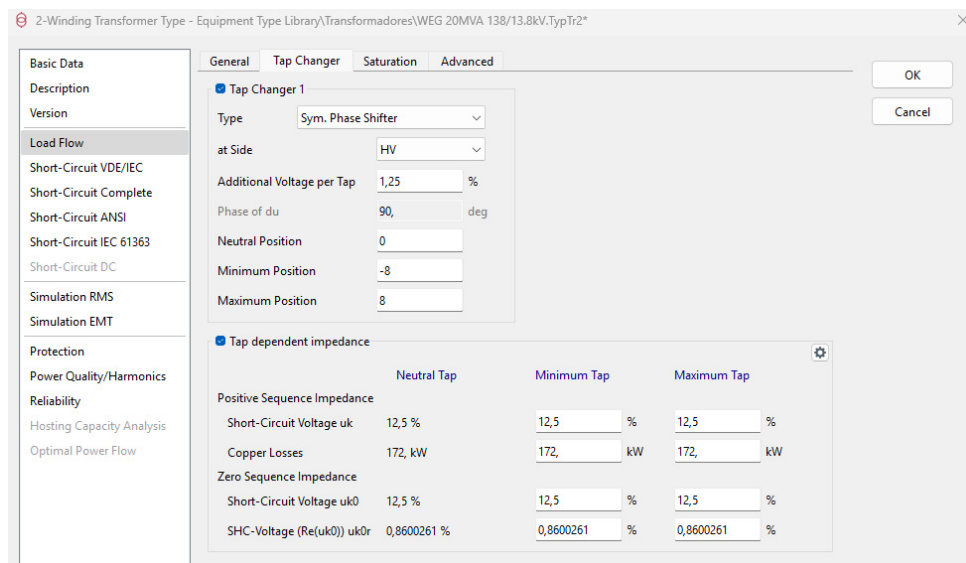 2-Winding Transformer Type - Equipment Type Library\Transformadores\WEG 20MVA 138/13.8kV.TypTr2*
Basic Data
Description
Version
Load Flow
Short-Circuit VDE/IEC
Short-Circuit Complete
Short-Circuit ANSI
Short-Circuit IEC 61363
Short-Circuit DC
Simulation RMS
Simulation EMT
Protection
Power Quality/Harmonics
Reliability
Hosting Capacity Analysis
Optimal Power Flow
General Tap Changer Saturation Advanced
Tap Changer 1
Type Sym. Phase Shifter
at Side HV
Additional Voltage per Tap 1,25 %
Phase of du 90, deg
Neutral Position 0
Minimum Position -8
Maximum Position 8
Tap dependent impedance
Neutral Tap Minimum Tap Maximum Tap
Positive Sequence Impedance
Short-Circuit Voltage uk 12,5 % 12,5 % 12,5 %
Copper Losses 172, kW 172, kW 172, kW
Zero Sequence Impedance
Short-Circuit Voltage uk0 12,5 % 12,5 % 12,5 %
SHC-Voltage (Re(uk0)) uk0r 0,8600261 % 0,8600261 % 0,8600261 %
OK
Cancel